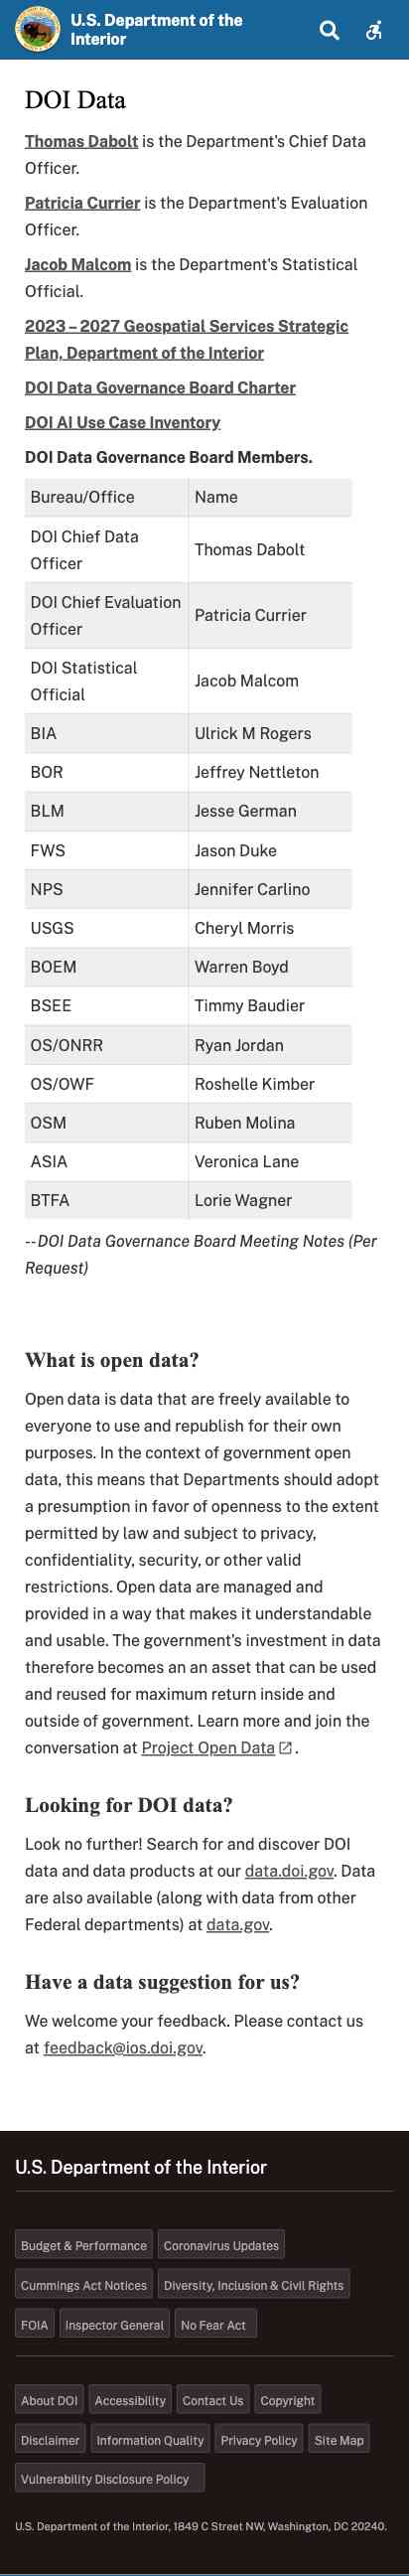 U.S. Department of the
Interior
DOI Data
Thomas Dabolt is the Department's Chief Data
Officer.
Patricia Currier is the Department's Evaluation
Officer.
Jacob Malcom is the Department's Statistical
Official.
2023 – 2027 Geospatial Services Strategic
Plan, Department of the Interior
DOI Data Governance Board Charter
DOI AI Use Case Inventory
DOI Data Governance Board Members.
Bureau/Office Name
DOI Chief Data
Officer Thomas Dabolt
DOI Chief Evaluation
Officer Patricia Currier
DOI Statistical
Official Jacob Malcom
BIA Ulrick M Rogers
BOR Jeffrey Nettleton
BLM Jesse German
FWS Jason Duke
NPS Jennifer Carlino
USGS Cheryl Morris
BOEM Warren Boyd
BSEE Timmy Baudier
OS/ONRR Ryan Jordan
OS/OWF Roshelle Kimber
OSM Ruben Molina
ASIA Veronica Lane
BTFA Lorie Wagner
-- DOI Data Governance Board Meeting Notes (Per
Request)
What is open data?
Open data is data that are freely available to
everyone to use and republish for their own
purposes. In the context of government open
data, this means that Departments should adopt
a presumption in favor of openness to the extent
permitted by law and subject to privacy,
confidentiality, security, or other valid
restrictions. Open data are managed and
provided in a way that makes it understandable
and usable. The government's investment in data
therefore becomes an an asset that can be used
and reused for maximum return inside and
outside of government. Learn more and join the
conversation at Project Open Data .
Looking for DOI data?
Look no further! Search for and discover DOI
data and data products at our data.doi.gov. Data
are also available (along with data from other
Federal departments) at data.gov.
Have a data suggestion for us?
We welcome your feedback. Please contact us
at feedback@ios.doi.gov.
U.S. Department of the Interior
Budget & Performance Coronavirus Updates
Cummings Act Notices Diversity, Inclusion & Civil Rights
FOIA Inspector General No Fear Act
About DOI Accessibility Contact Us Copyright
Disclaimer Information Quality Privacy Policy Site Map
Vulnerability Disclosure Policy
U.S. Department of the Interior, 1849 C Street NW, Washington, DC 20240.